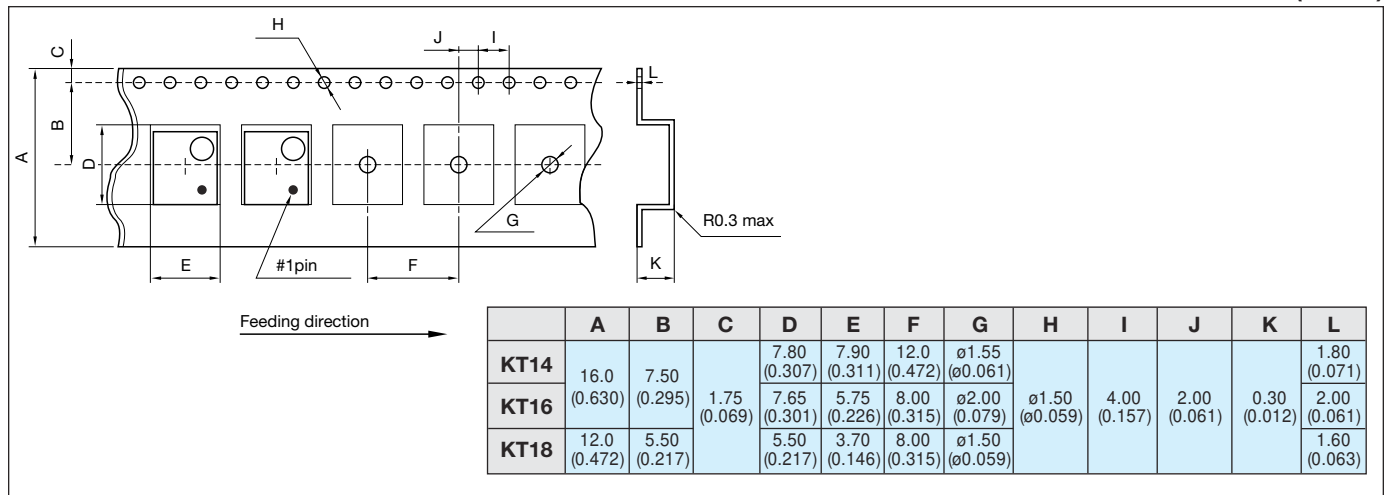 C
H
J
I
B
A
D
L
G
R0.3 max
E
#1pin
F
K
Feeding direction
A B C D E F G H I J K L
KT14 16.0 (0.630) 7.50 (0.295) 1.75 (0.069) 7.80 (0.307) 7.90 (0.311) 12.0 (0.472) ø1.55 (ø0.061) ø1.50 (ø0.059) 4.00 (0.157) 2.00 (0.061) 0.30 (0.012) 1.80 (0.071)
KT16 7.65 (0.301) 5.75 (0.226) 8.00 (0.315) ø2.00 (0.079) 2.00 (0.061)
KT18 12.0 (0.472) 5.50 (0.217) 5.50 (0.217) 3.70 (0.146) 8.00 (0.315) ø1.50 (ø0.059) 1.60 (0.063)